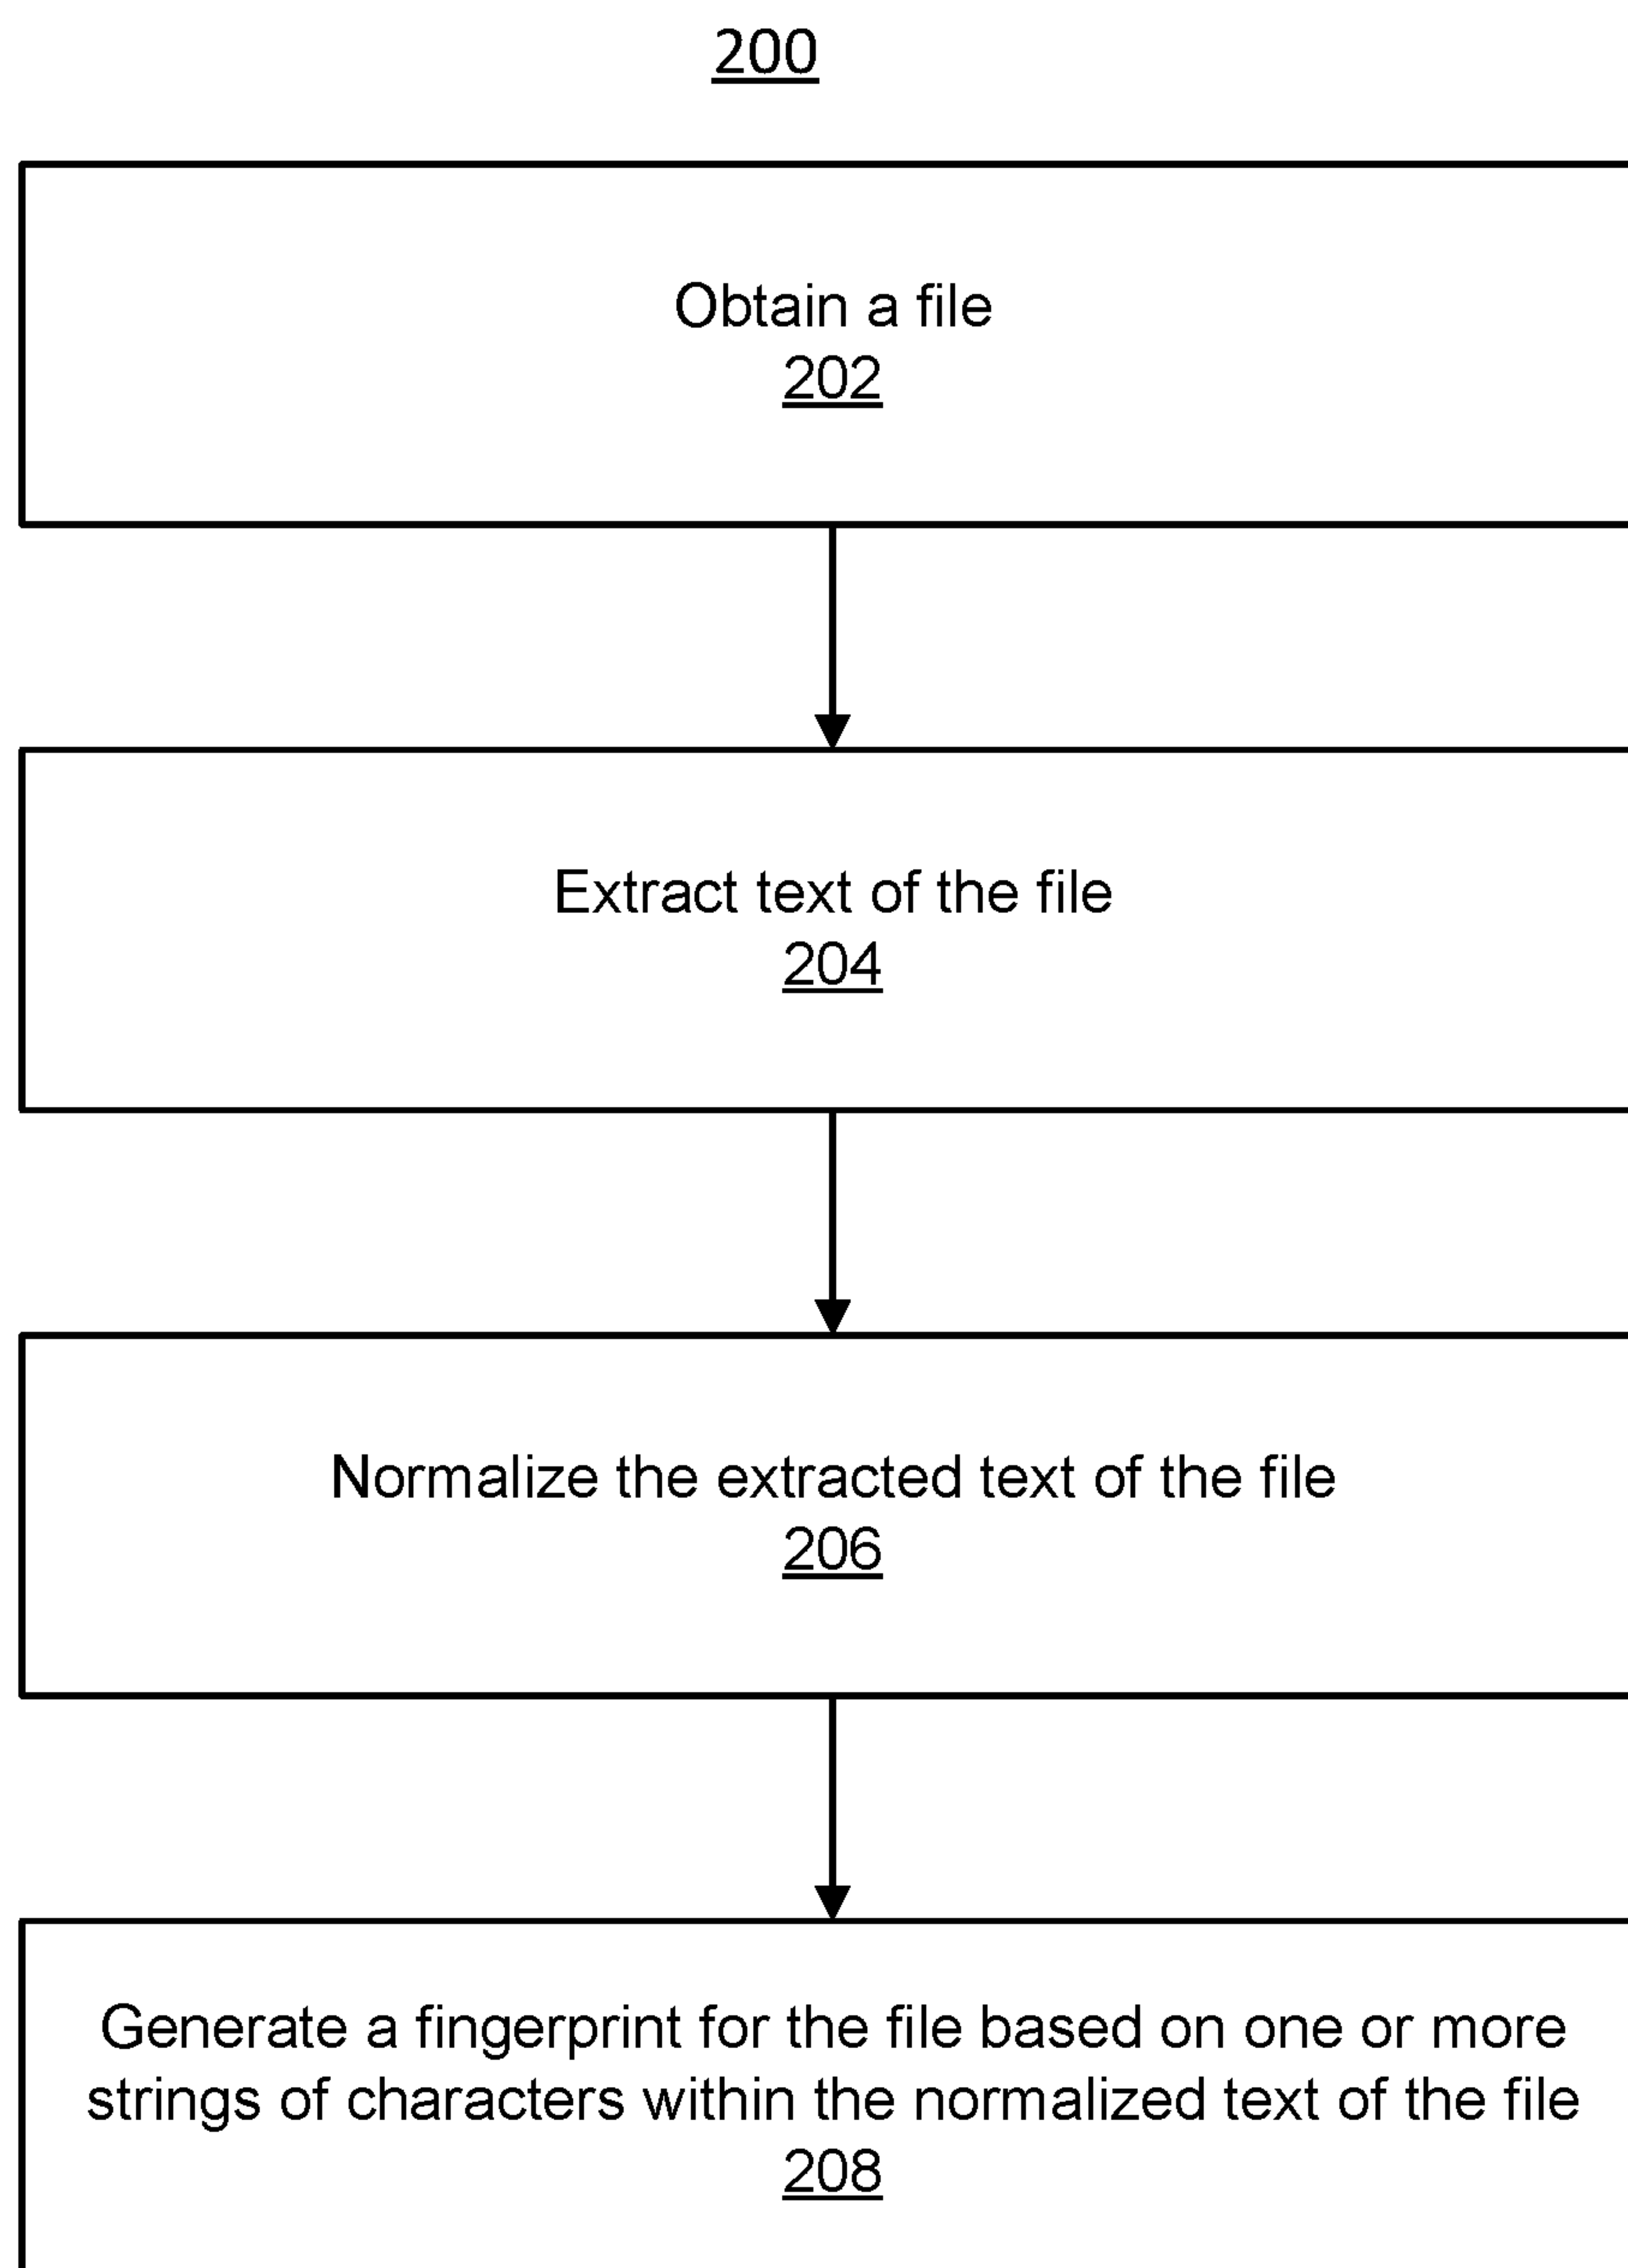 200
Obtain a file
202
Extract text of the file
204
Normalize the extracted text of the file
206
Generate a fingerprint for the file based on one or more
strings of characters within the normalized text of the file
208